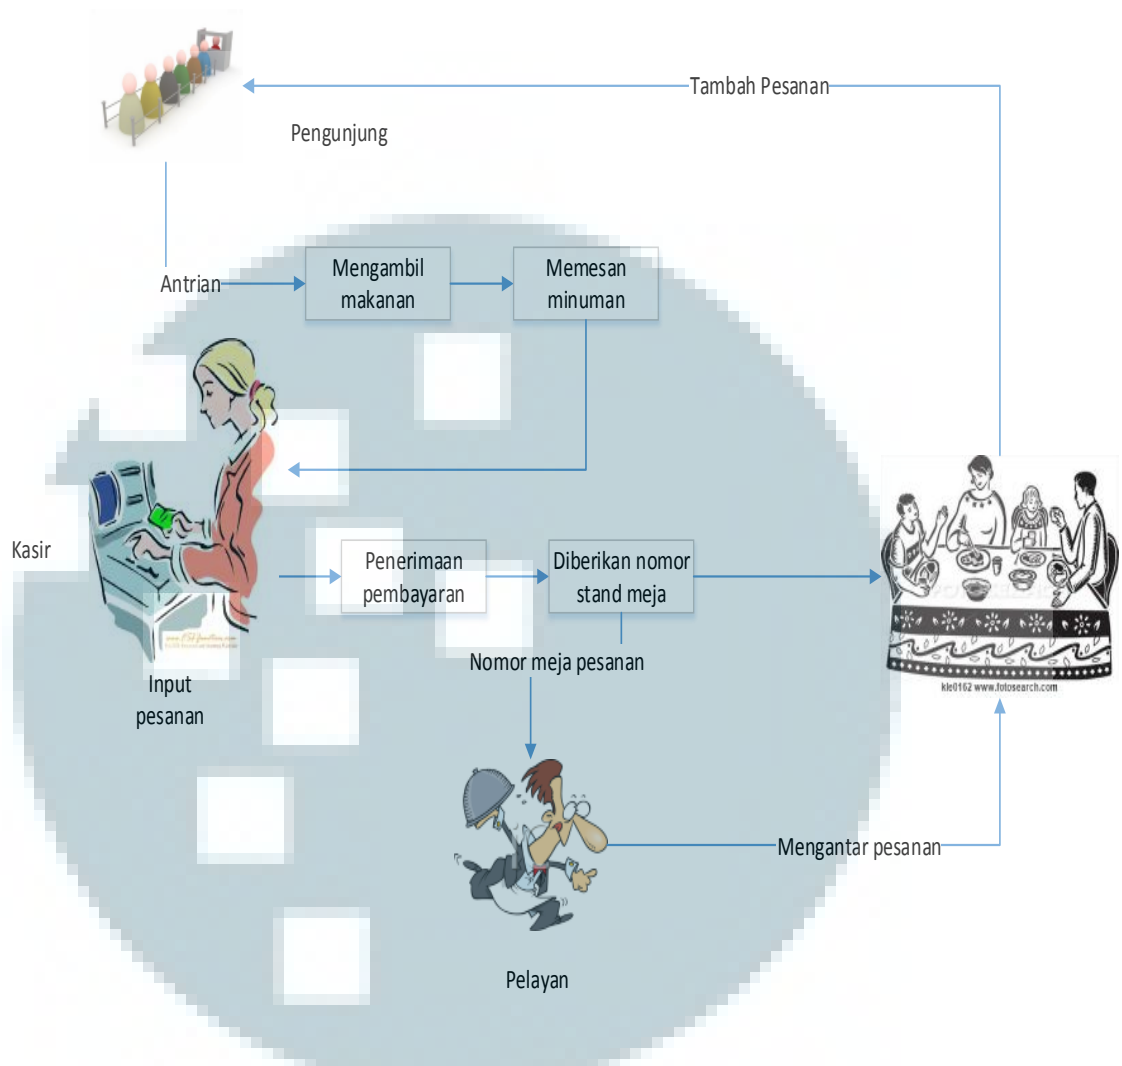 Tambah Pesanan
Pengunjung
Antrian
Mengambil
makanan
Memesan
minuman
Kasir
Penerimaan
pembayaran
Diberikan nomor
stand meja
Nomor meja pesanan
Input
pesanan
kle0162 www.fotosearch.com
Mengantar pesanan
Pelayan